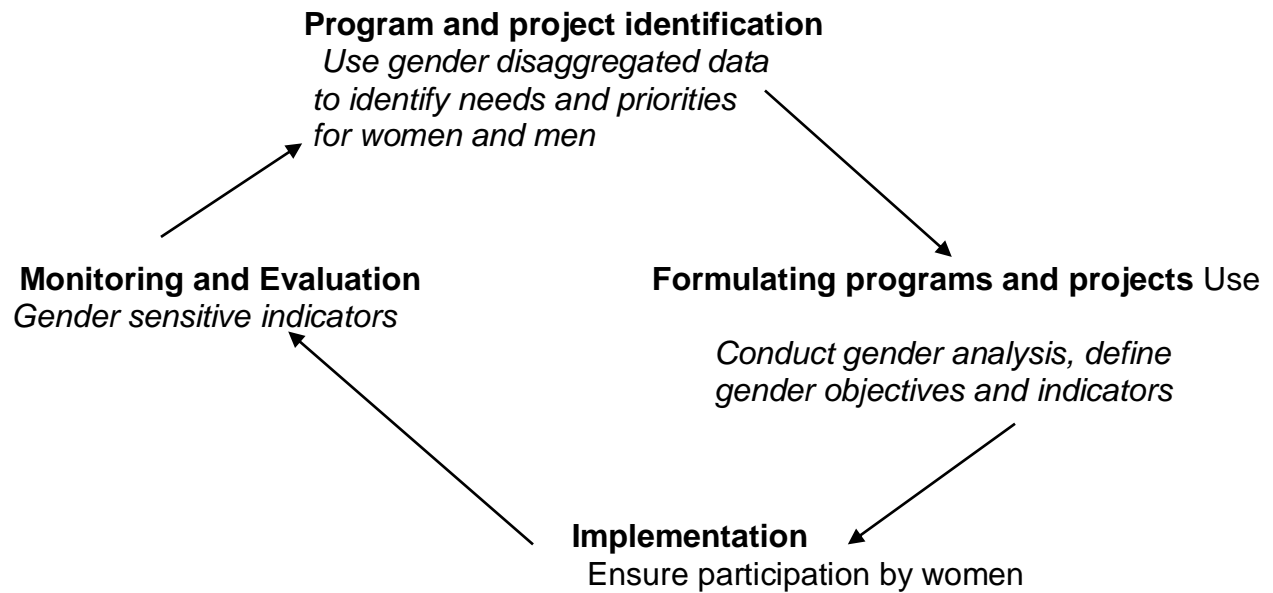 Program and project identification
Use gender disaggregated data
to identify needs and priorities
for women and men
Monitoring and Evaluation
Gender sensitive indicators
Formulating programs and projects Use
Conduct gender analysis, define
gender objectives and indicators
Implementation
Ensure participation by women